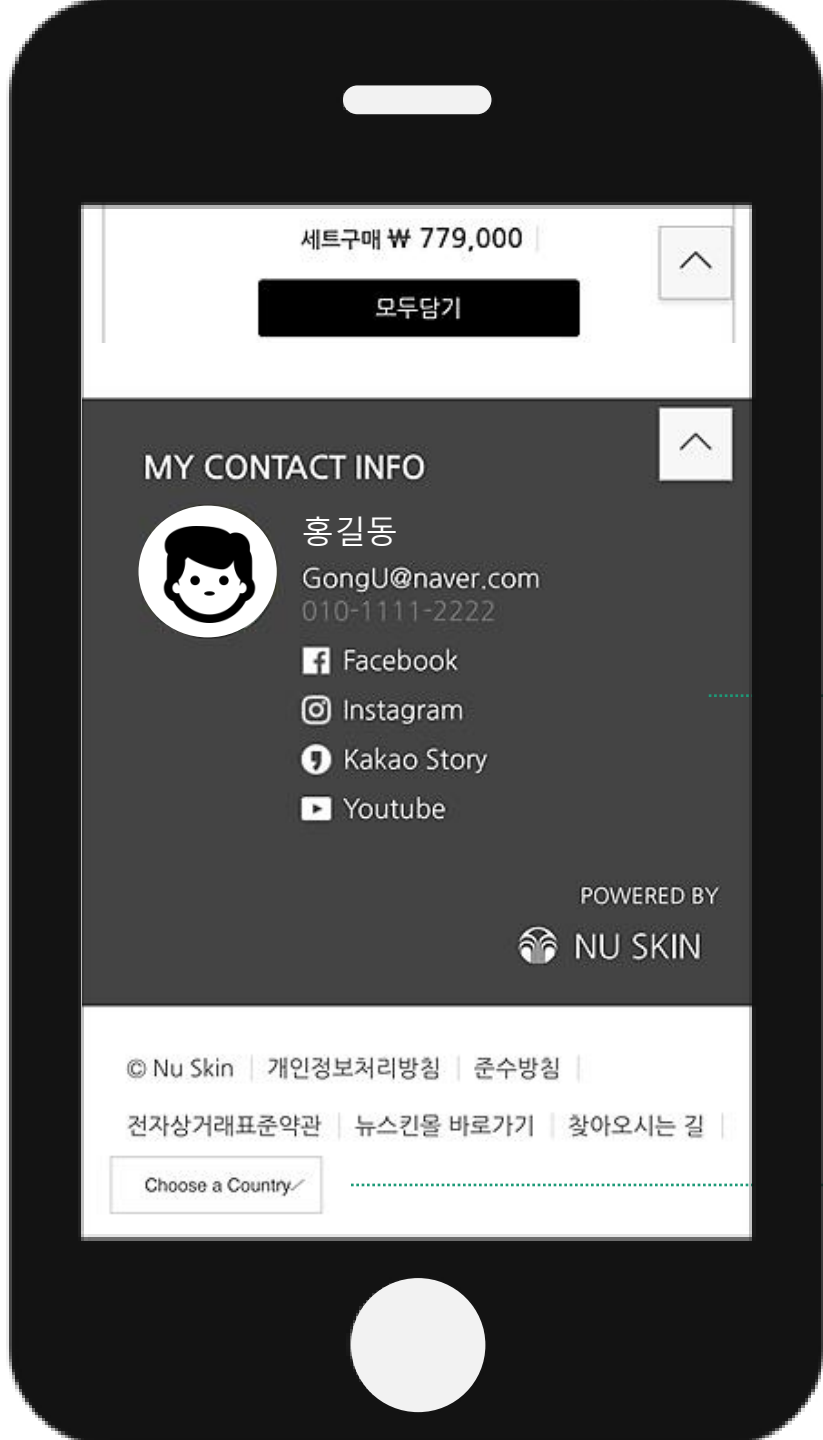 세트구매 ₩ 779,000
모두담기
MY CONTACT INFO
홍길동
GongU@naver.com
010-1111-2222
Facebook
Instagram
Kakao Story
Youtube
POWERED BY
NU SKIN
© Nu Skin | 개인정보처리방침 | 준수방침 |
전자상거래표준약관 | 뉴스킨몰 바로가기 | 찾아오시는 길 |
Choose a Country